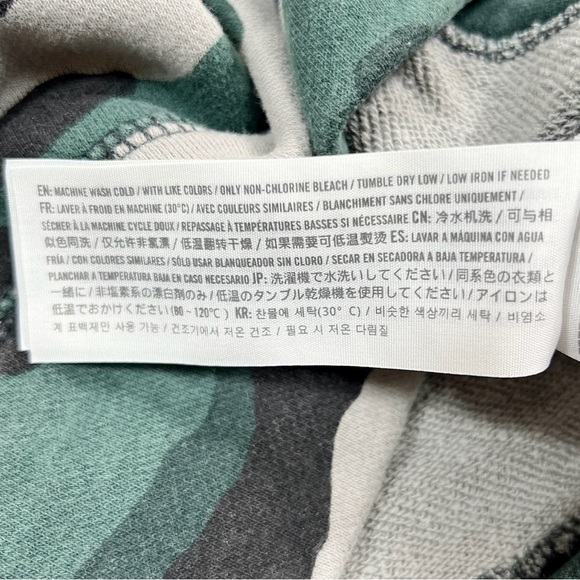 EN: MACHINE WASH COLD / WITH LIKE COLORS / ONLY NON-CHLORINE BLEACH / TUMBLE DRY LOW / LOW IRON IF NEEDED
FR: LAVER À FROID EN MACHINE (30°C) / AVEC COULEURS SIMILAIRES / BLANCHIMENT SANS CHLORE UNIQUEMENT /
SÉCHER À LA MACHINE CYCLE DOUX / REPASSAGE À TEMPÉRATURES BASSES SI NÉCESSAIRE CN: 冷水机洗 / 可与相
似色同洗 / 仅允许非氯漂 / 低温翻转干燥 / 如果需要可低温熨烫 ES: LAVAR A MÁQUINA CON AGUA
FRÍA / CON COLORES SIMILARES / SÓLO USAR BLANQUEADOR SIN CLORO / SECAR EN SECADORA A BAJA TEMPERATURA /
PLANCHAR A TEMPERATURA BAJA EN CASO NECESARIO JP: 洗濯機で水洗いしてください / 同系色の衣類と
一緒に / 非塩素系の漂白剤のみ / 低温のタンブル乾燥機を使用してください / アイロンは
低温でおかけください (80 ~ 120℃) KR: 찬물에 세탁(30° C) / 비슷한 색상끼리 세탁 / 비염소
계 표백제만 사용 가능 / 건조기에서 저온 건조 / 필요 시 저온 다림질